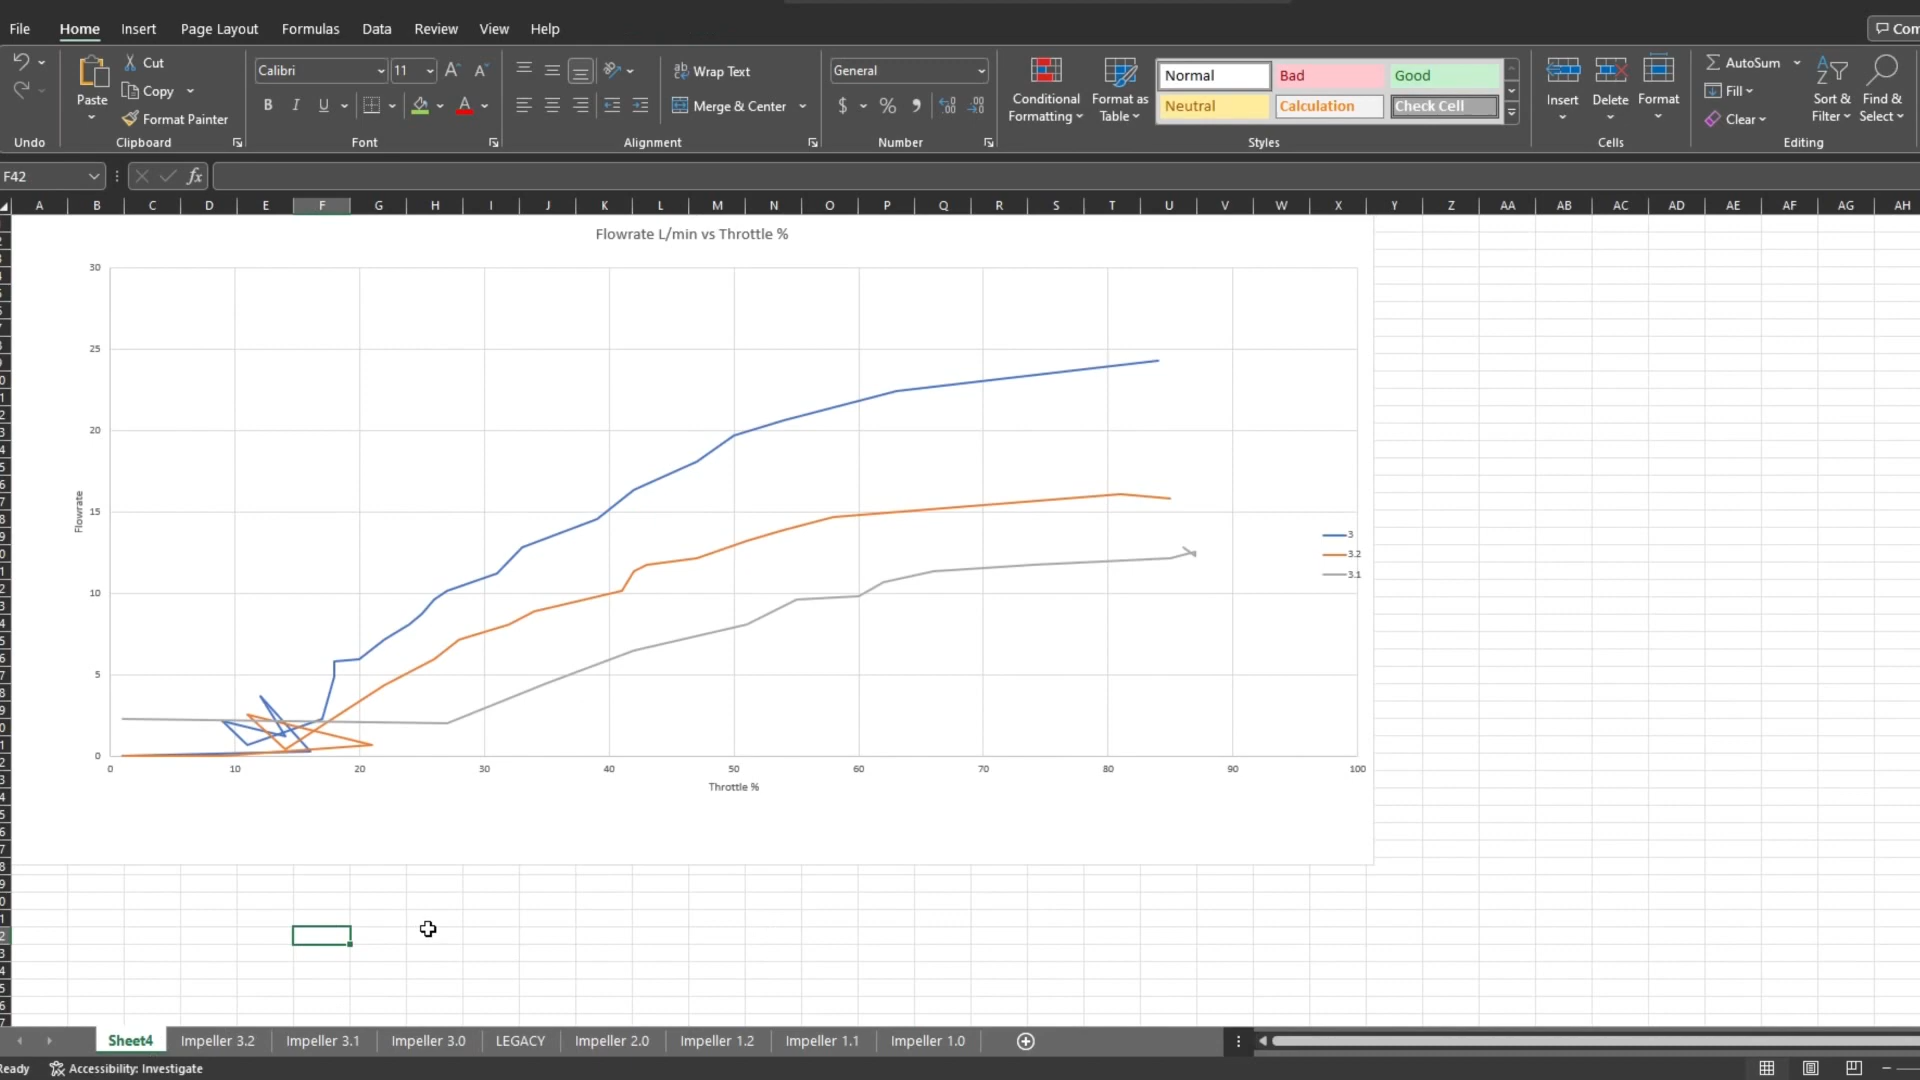 File Home Insert Page Layout Formulas Data Review View Help Com
Cut
Copy
Format Painter
Paste
Calibri 11
B I U
Wrap Text
Merge & Center
General
$ % ,
Conditional Formatting
Format as Table
Normal Bad Good
Neutral Calculation Check Cell
Insert Delete Format
AutoSum
Fill
Clear
Sort & Filter
Find & Select
Undo Clipboard Font Alignment Number Styles Cells Editing
F42 fx
A B C D E F G H I J K L M N O P Q R S T U V W X Y Z AA AB AC AD AE AF AG AH
Flowrate L/min vs Throttle %
30
25
20
15
10
5
0
Flowrate
0 10 20 30 40 50 60 70 80 90 100
Throttle %
3
3.2
3.1
Sheet4 Impeller 3.2 Impeller 3.1 Impeller 3.0 LEGACY Impeller 2.0 Impeller 1.2 Impeller 1.1 Impeller 1.0
Ready Accessibility: Investigate